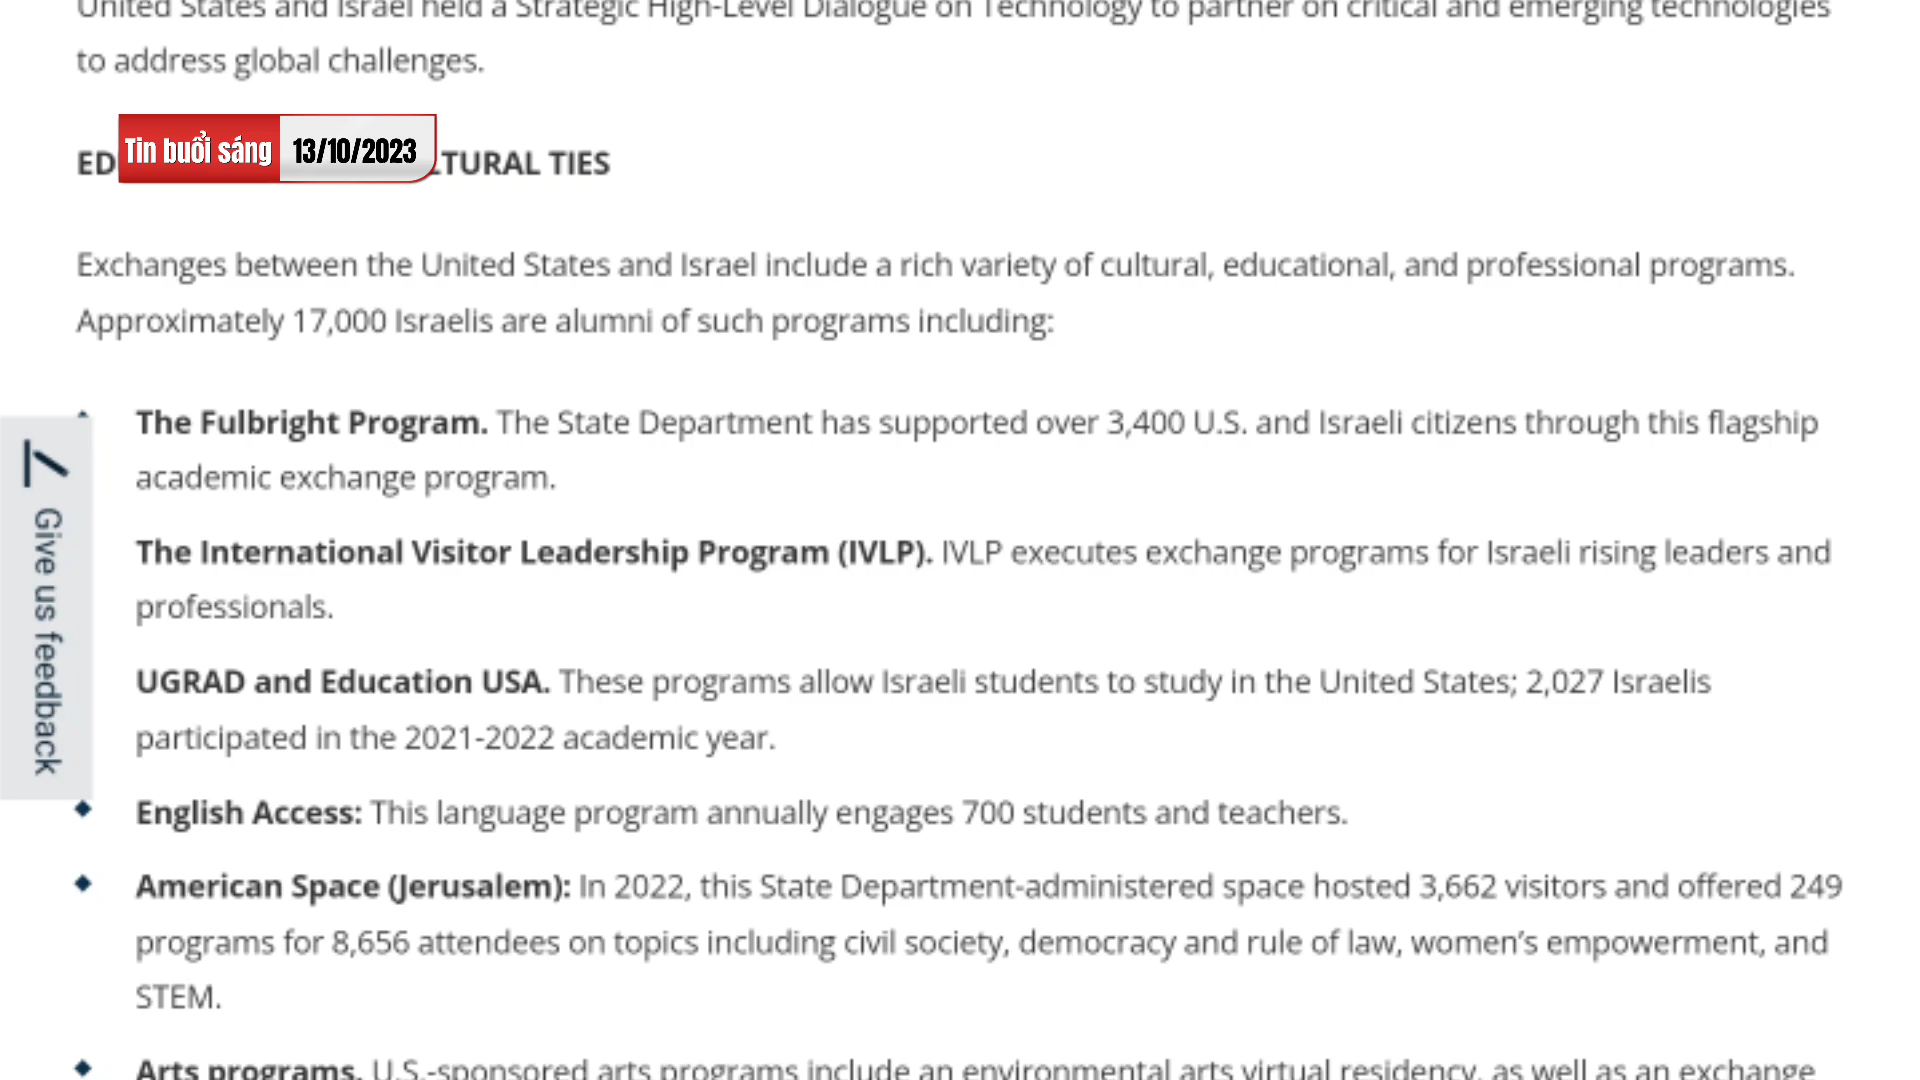 United States and Israel held a Strategic High-Level Dialogue on Technology to partner on critical and emerging technologies
to address global challenges.
Tin buổi sáng 13/10/2023
ED TURAL TIES
Exchanges between the United States and Israel include a rich variety of cultural, educational, and professional programs.
Approximately 17,000 Israelis are alumni of such programs including:
The Fulbright Program. The State Department has supported over 3,400 U.S. and Israeli citizens through this flagship
academic exchange program.
The International Visitor Leadership Program (IVLP). IVLP executes exchange programs for Israeli rising leaders and
professionals.
UGRAD and Education USA. These programs allow Israeli students to study in the United States; 2,027 Israelis
participated in the 2021-2022 academic year.
English Access: This language program annually engages 700 students and teachers.
American Space (Jerusalem): In 2022, this State Department-administered space hosted 3,662 visitors and offered 249
programs for 8,656 attendees on topics including civil society, democracy and rule of law, women’s empowerment, and
STEM.
Arts programs. U.S.-sponsored arts programs include an environmental arts virtual residency, as well as an exchange
Give us feedback